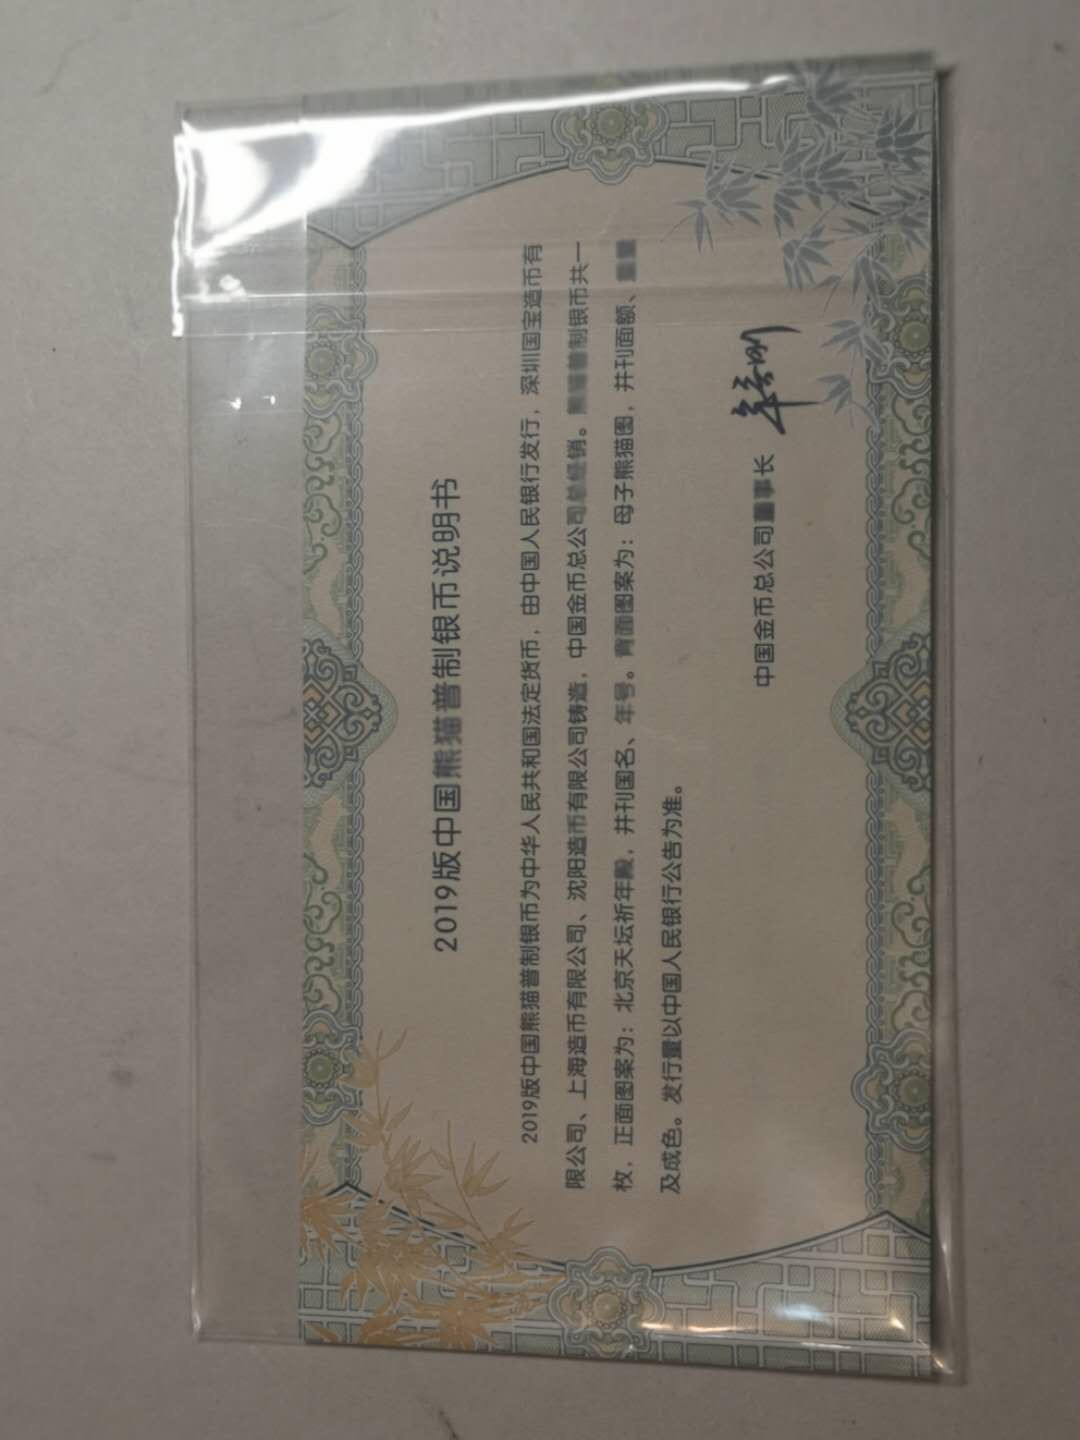 2019版中国熊猫普制银币说明书
2019版中国熊猫普制银币为中华人民共和国法定货币，由中国人民银行发行，深圳国宝造币有
限公司、上海造币有限公司、沈阳造币有限公司铸造，中国金币总公司总经销。熊猫普制银币共一
枚，正面图案为：北京天坛祈年殿，并刊国名、年号。背面图案为：母子熊猫图，并刊面额、重量
及成色。发行量以中国人民银行公告为准。
中国金币总公司董事长